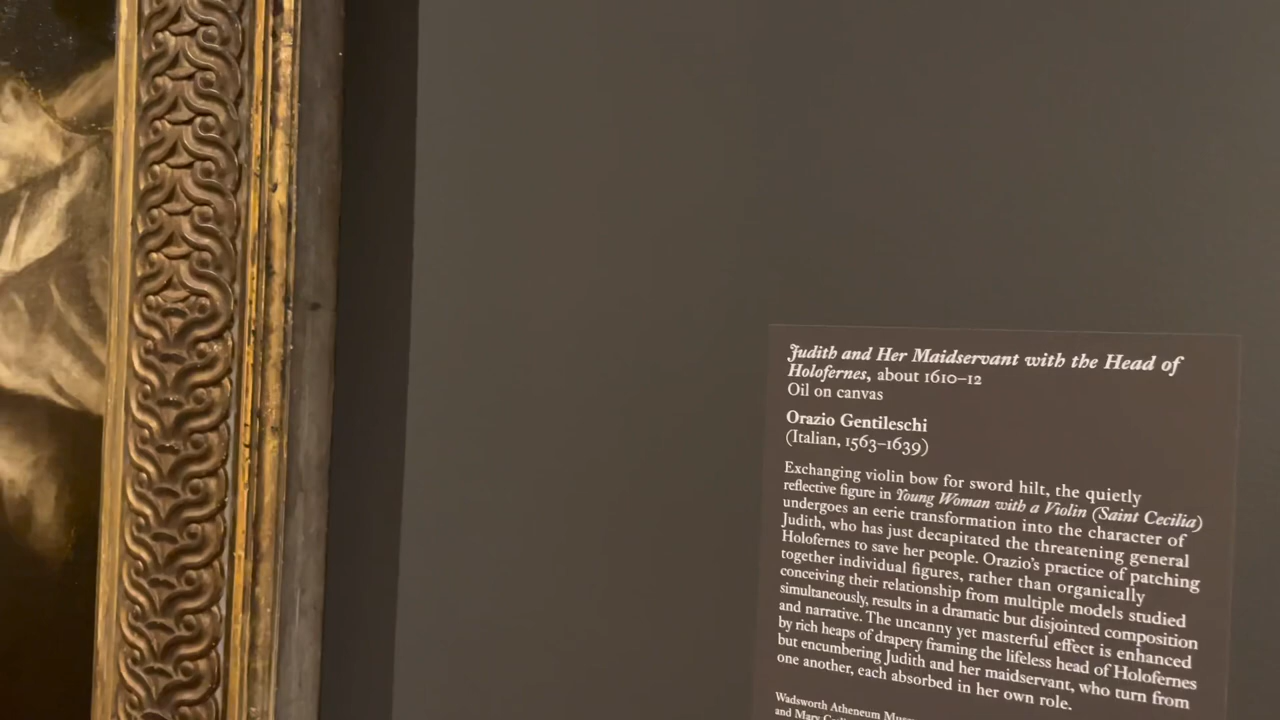 Judith and Her Maidservant with the Head of
Holofernes, about 1610–12
Oil on canvas
Orazio Gentileschi
(Italian, 1563–1639)
Exchanging violin bow for sword hilt, the quietly
reflective figure in Young Woman with a Violin (Saint Cecilia)
undergoes an eerie transformation into the character of
Judith, who has just decapitated the threatening general
Holofernes to save her people. Orazio’s practice of patching
together individual figures, rather than organically
conceiving their relationship from multiple models studied
simultaneously, results in a dramatic but disjointed composition
and narrative. The uncanny yet masterful effect is enhanced
by rich heaps of drapery framing the lifeless head of Holofernes
but encumbering Judith and her maidservant, who turn from
one another, each absorbed in her own role.
Wadsworth Atheneum
and Mary